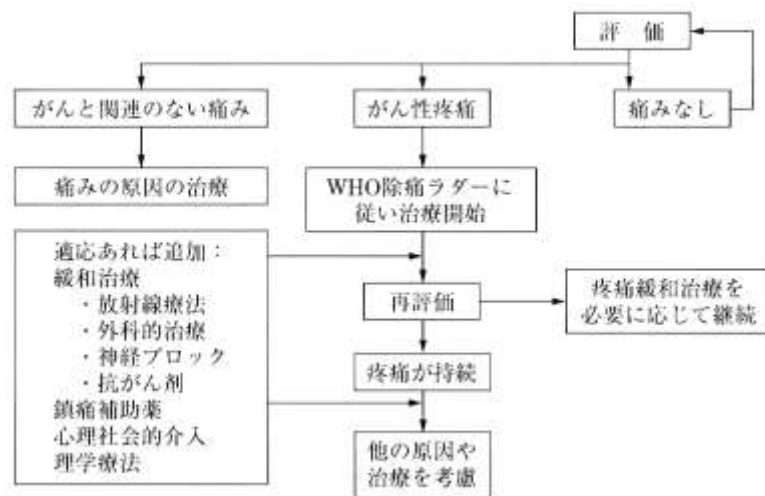 評　価
がんと関連のない痛み
がん性疼痛
痛みなし
痛みの原因の治療
WHO除痛ラダーに
従い治療開始
適応あれば追加：
緩和治療
・放射線療法
・外科的治療
・神経ブロック
・抗がん剤
鎮痛補助薬
心理社会的介入
理学療法
再評価
疼痛緩和治療を
必要に応じて継続
疼痛が持続
他の原因や
治療を考慮